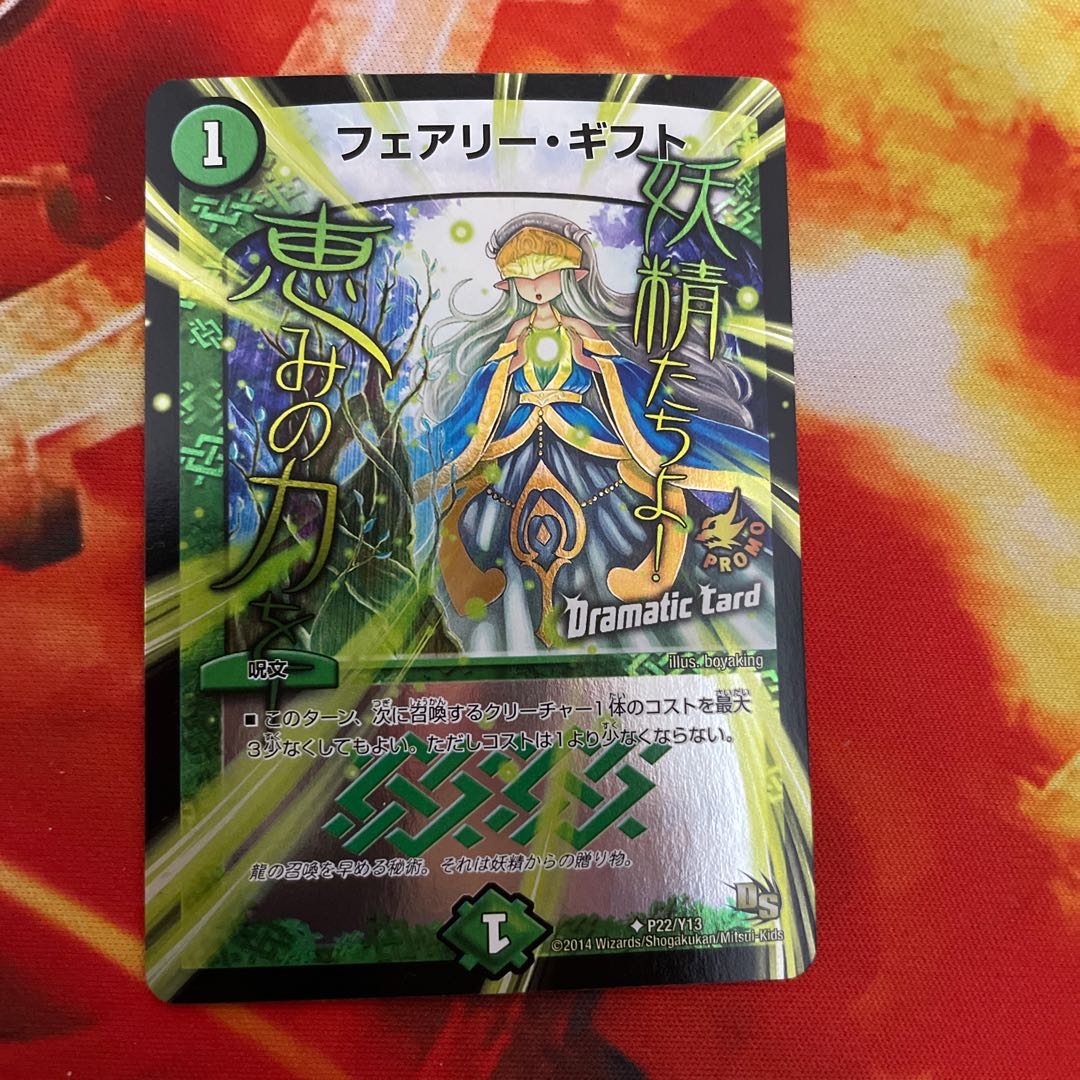 1
フェアリー・ギフト
妖精たちよ!
恵みの力を
PROMO
Dramatic Card
illus. boyaking
呪文
■ このターン、次に召喚するクリーチャー1体のコストを最大
3少なくしてもよい。ただしコストは1より少なくならない。
龍の召喚を早める秘術。それは妖精からの贈り物。
1
DS
P22/Y13
©2014 Wizards/Shogakukan/Mitsui-Kids